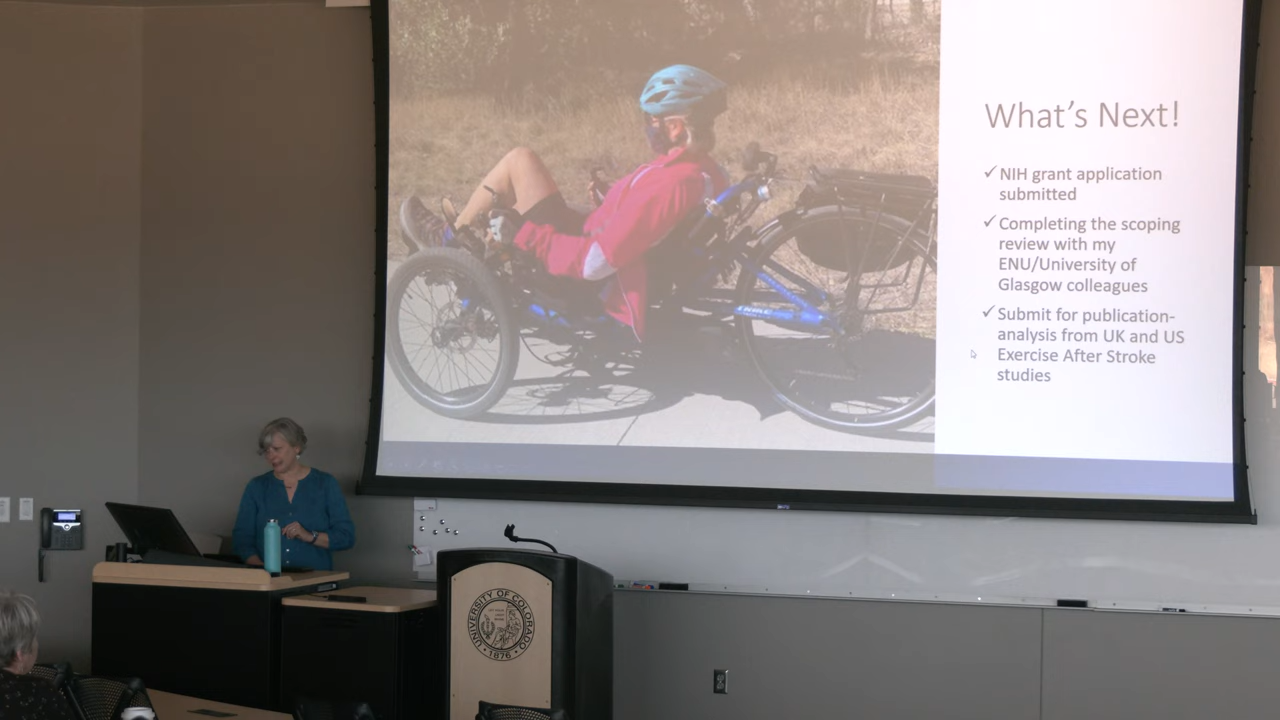 What's Next!
✓NIH grant application
submitted
✓Completing the scoping
review with my
ENU/University of
Glasgow colleagues
✓Submit for publication-
analysis from UK and US
Exercise After Stroke
studies
UNIVERSITY OF COLORADO
1876